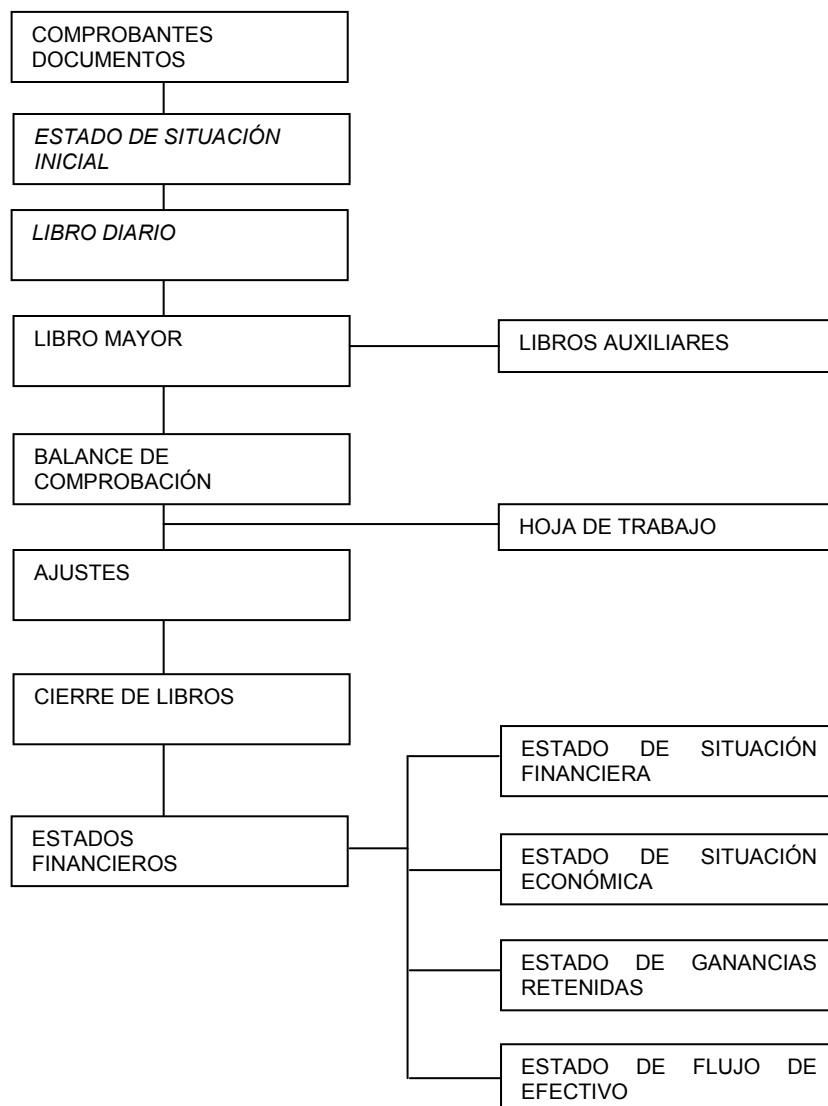 COMPROBANTES
DOCUMENTOS
ESTADO DE SITUACIÓN
INICIAL
LIBRO DIARIO
LIBRO MAYOR
LIBROS AUXILIARES
BALANCE DE
COMPROBACIÓN
HOJA DE TRABAJO
AJUSTES
CIERRE DE LIBROS
ESTADOS
FINANCIEROS
ESTADO DE SITUACIÓN
FINANCIERA
ESTADO DE SITUACIÓN
ECONÓMICA
ESTADO DE GANANCIAS
RETENIDAS
ESTADO DE FLUJO DE
EFECTIVO